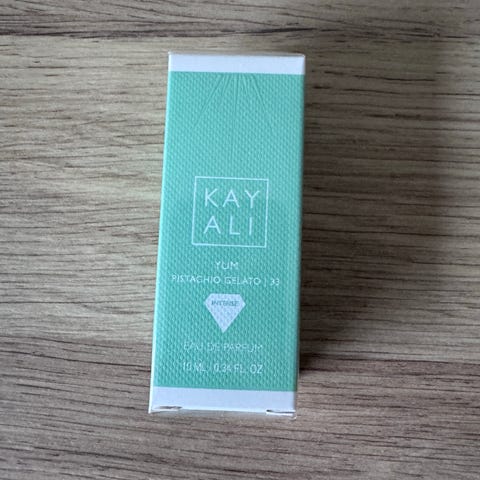 KAY
ALI
YUM
PISTACHIO GELATO | 33
INTENSE
EAU DE PARFUM
10 ML / 0.34 FL. OZ